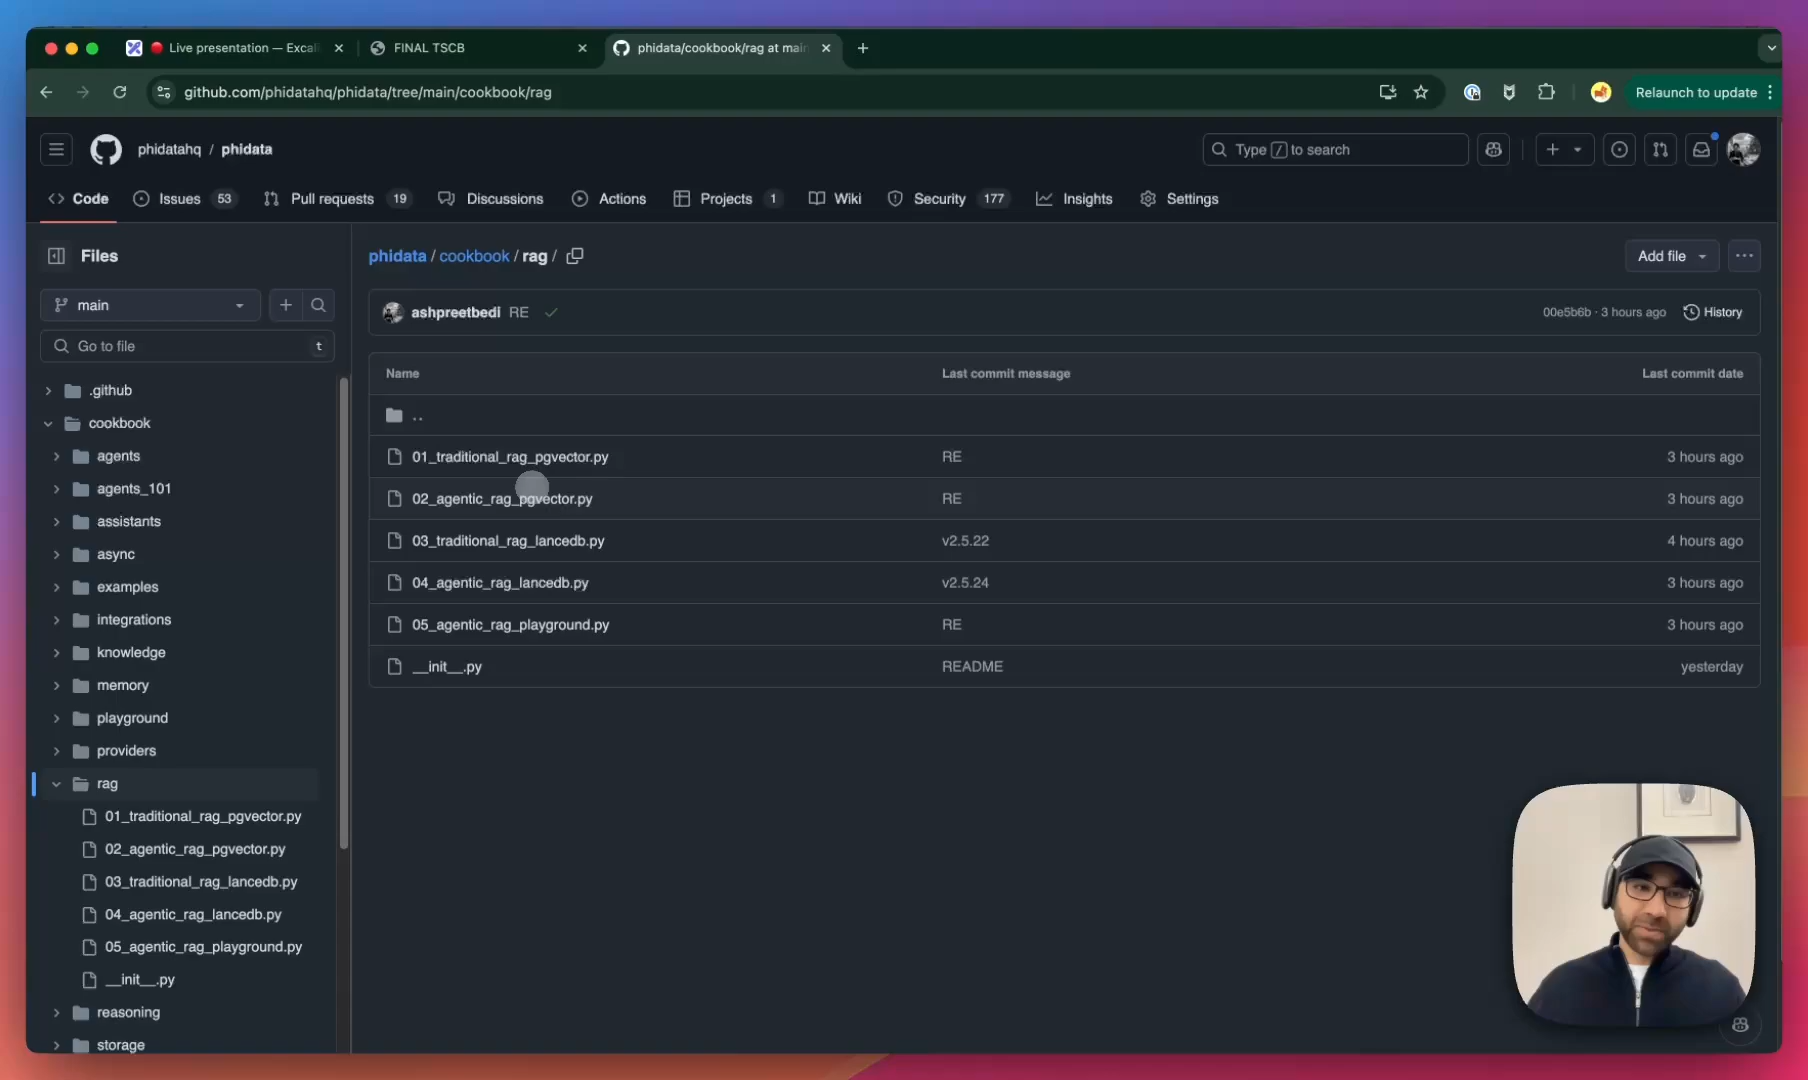 Live presentation — Excali
FINAL TSCB
phidata/cookbook/rag at main
github.com/phidatahq/phidata/tree/main/cookbook/rag
Relaunch to update
phidatahq / phidata
Type / to search
Code
Issues 53
Pull requests 19
Discussions
Actions
Projects 1
Wiki
Security 177
Insights
Settings
Files
main
Go to file
t
.github
cookbook
agents
agents_101
assistants
async
examples
integrations
knowledge
memory
playground
providers
rag
01_traditional_rag_pgvector.py
02_agentic_rag_pgvector.py
03_traditional_rag_lancedb.py
04_agentic_rag_lancedb.py
05_agentic_rag_playground.py
__init__.py
reasoning
storage
phidata / cookbook / rag /
Add file
ashpreetbedi RE
00e5b6b · 3 hours ago
History
Name Last commit message Last commit date
..
01_traditional_rag_pgvector.py RE 3 hours ago
02_agentic_rag_pgvector.py RE 3 hours ago
03_traditional_rag_lancedb.py v2.5.22 4 hours ago
04_agentic_rag_lancedb.py v2.5.24 3 hours ago
05_agentic_rag_playground.py RE 3 hours ago
__init__.py README yesterday